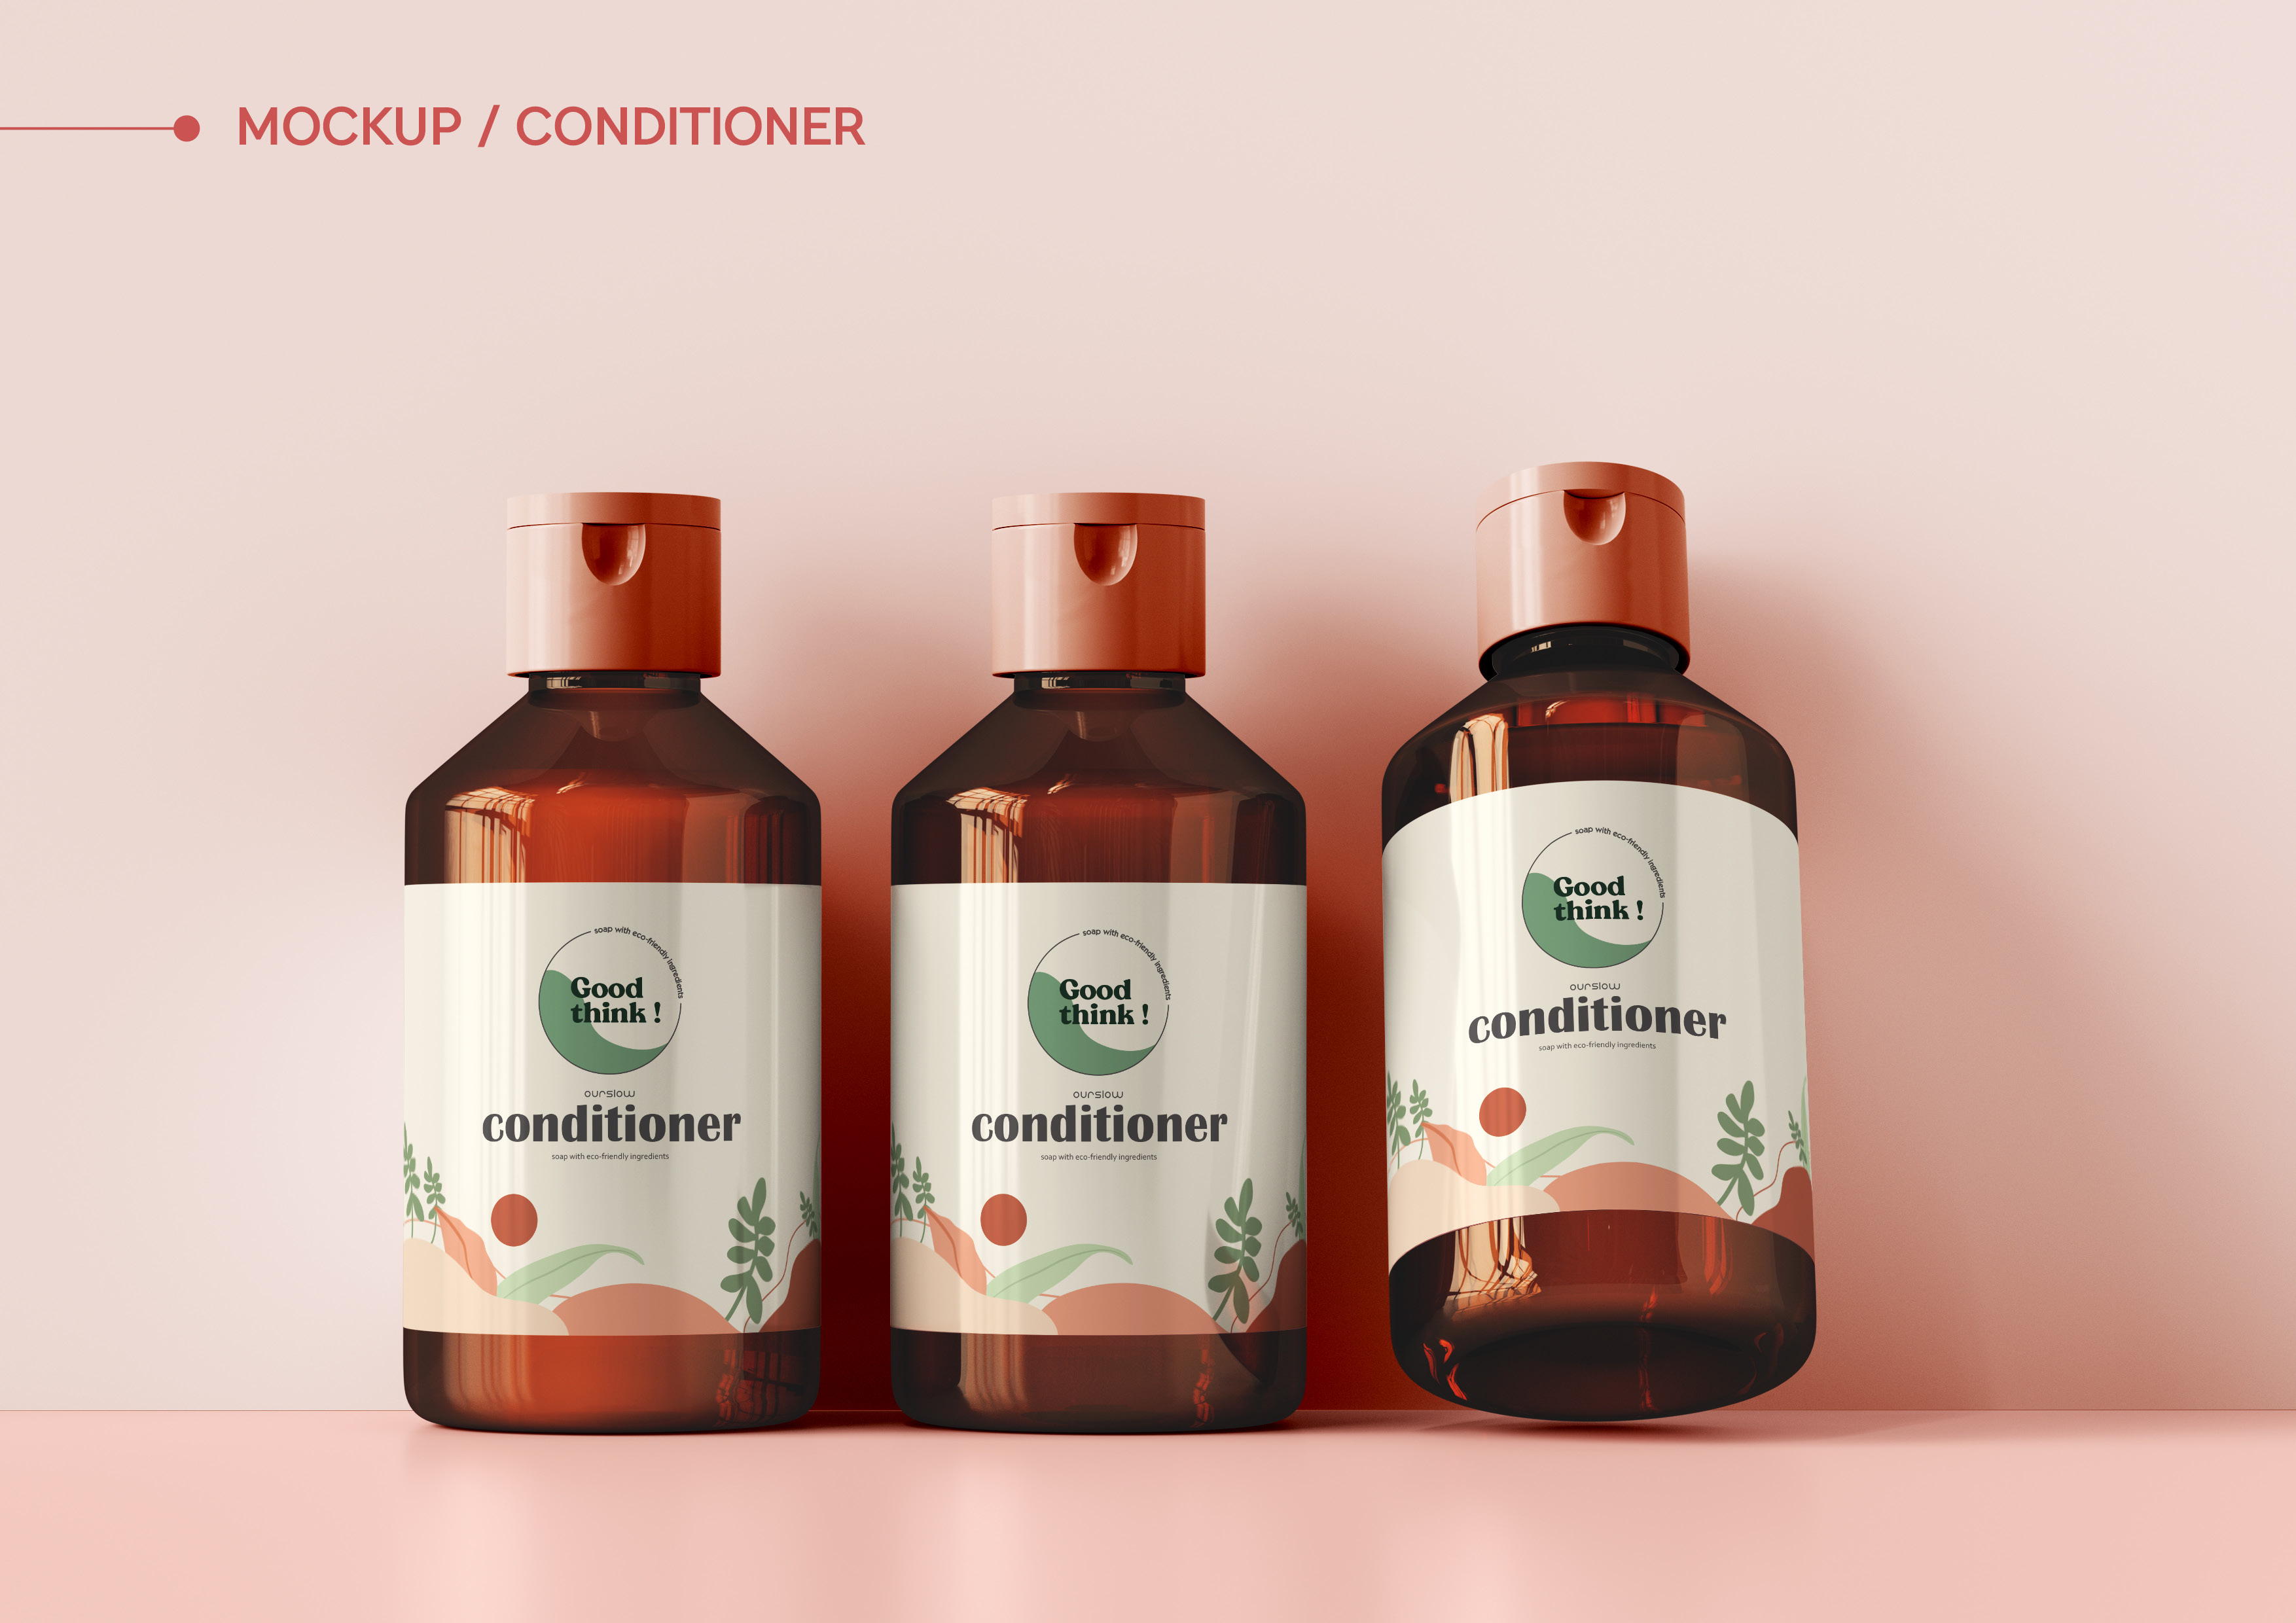 MOCKUP / CONDITIONER
soap with eco-friendly ingredients
Good
think !
ourslow
conditioner
soap with eco-friendly ingredients
soap with eco-friendly ingredients
Good
think !
ourslow
conditioner
soap with eco-friendly ingredients
soap with eco-friendly ingredients
Good
think !
ourslow
conditioner
soap with eco-friendly ingredients